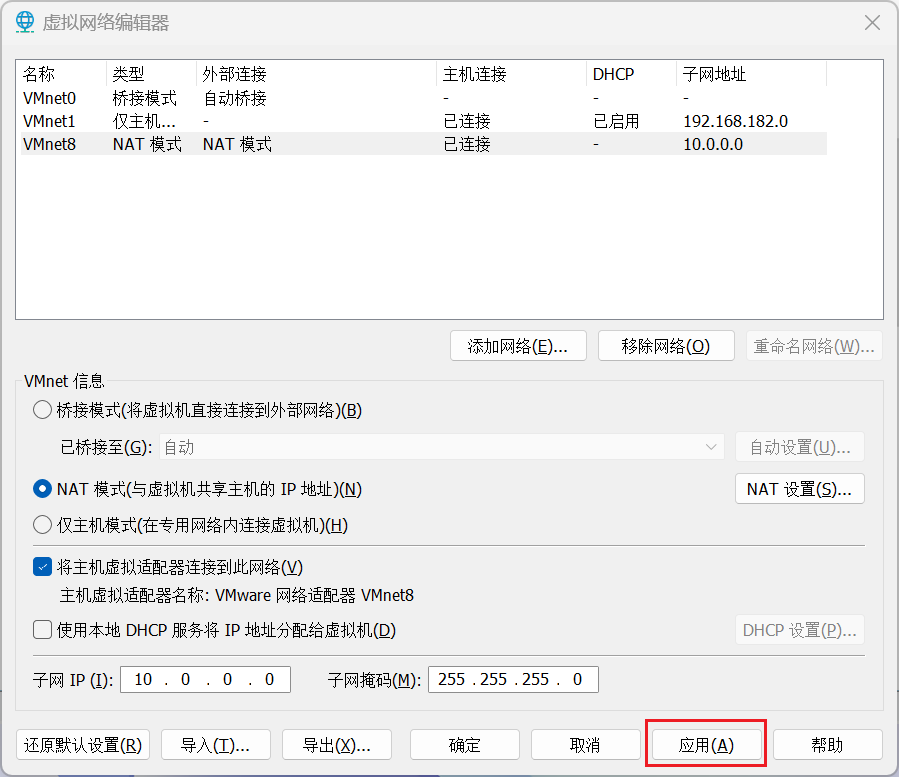 虚拟网络编辑器
名称 类型 外部连接 主机连接 DHCP 子网地址
VMnet0 桥接模式 自动桥接 - - -
VMnet1 仅主机... - 已连接 已启用 192.168.182.0
VMnet8 NAT 模式 NAT 模式 已连接 - 10.0.0.0
添加网络(E)... 移除网络(O) 重命名网络(W)...
VMnet 信息
桥接模式(将虚拟机直接连接到外部网络)(B)
已桥接至(G): 自动 自动设置(U)...
NAT 模式(与虚拟机共享主机的 IP 地址)(N) NAT 设置(S)...
仅主机模式(在专用网络内连接虚拟机)(H)
将主机虚拟适配器连接到此网络(V)
主机虚拟适配器名称: VMware 网络适配器 VMnet8
使用本地 DHCP 服务将 IP 地址分配给虚拟机(D) DHCP 设置(P)...
子网 IP (I): 10 . 0 . 0 . 0 子网掩码(M): 255 . 255 . 255 . 0
还原默认设置(R) 导入(T)... 导出(X)... 确定 取消 应用(A) 帮助